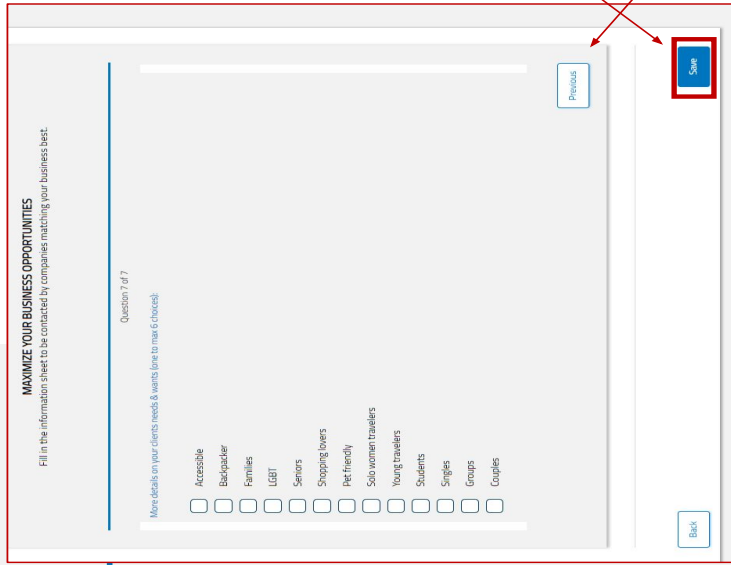 MAXIMIZE YOUR BUSINESS OPPORTUNITIES
Fill in the information sheet to be contacted by companies matching your business best.
Question 7 of 7
More details on your clients needs & wants (one to max 6 choices):
Accessible
Backpacker
Families
LGBT
Seniors
Shopping lovers
Pet friendly
Solo women travelers
Young travelers
Students
Singles
Groups
Couples
Previous
Back
Save